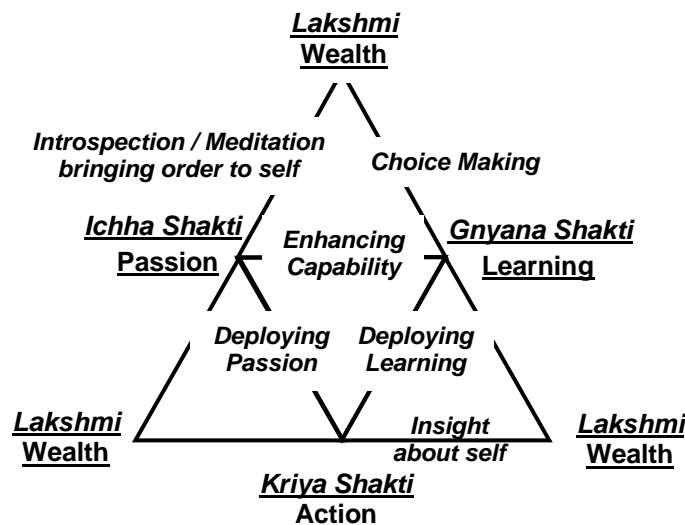 Lakshmi
Wealth
Introspection / Meditation
bringing order to self
Choice Making
Ichha Shakti
Passion
Enhancing
Capability
Gnyana Shakti
Learning
Deploying
Passion
Deploying
Learning
Lakshmi
Wealth
Insight
about self
Lakshmi
Wealth
Kriya Shakti
Action